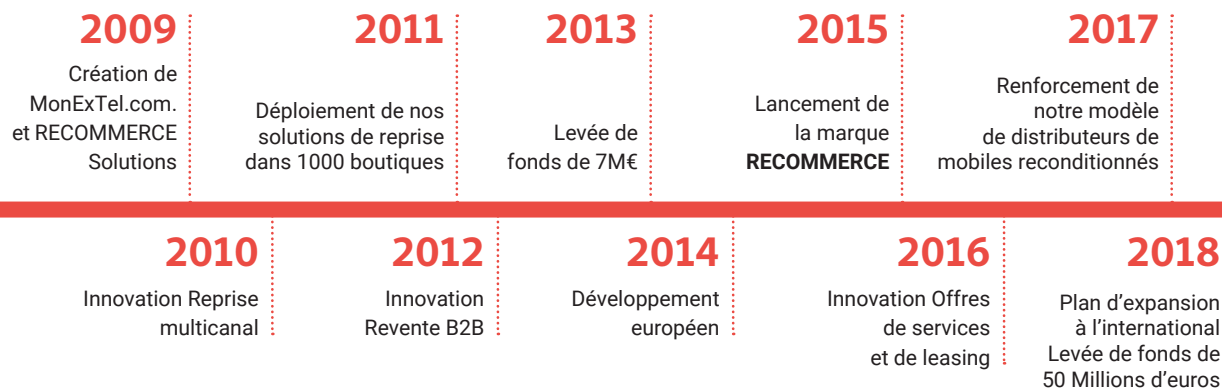 2009
Création de
MonExTel.com.
et RECOMMERCE
Solutions
2011
Déploiement de nos
solutions de reprise
dans 1000 boutiques
2013
Levée de
fonds de 7M€
2015
Lancement de
la marque
RECOMMERCE
2017
Renforcement de
notre modèle
de distributeurs de
mobiles reconditionnés
2010
Innovation Reprise
multicanal
2012
Innovation
Revente B2B
2014
Développement
européen
2016
Innovation Offres
de services
et de leasing
2018
Plan d’expansion
à l’international
Levée de fonds de
50 Millions d’euros